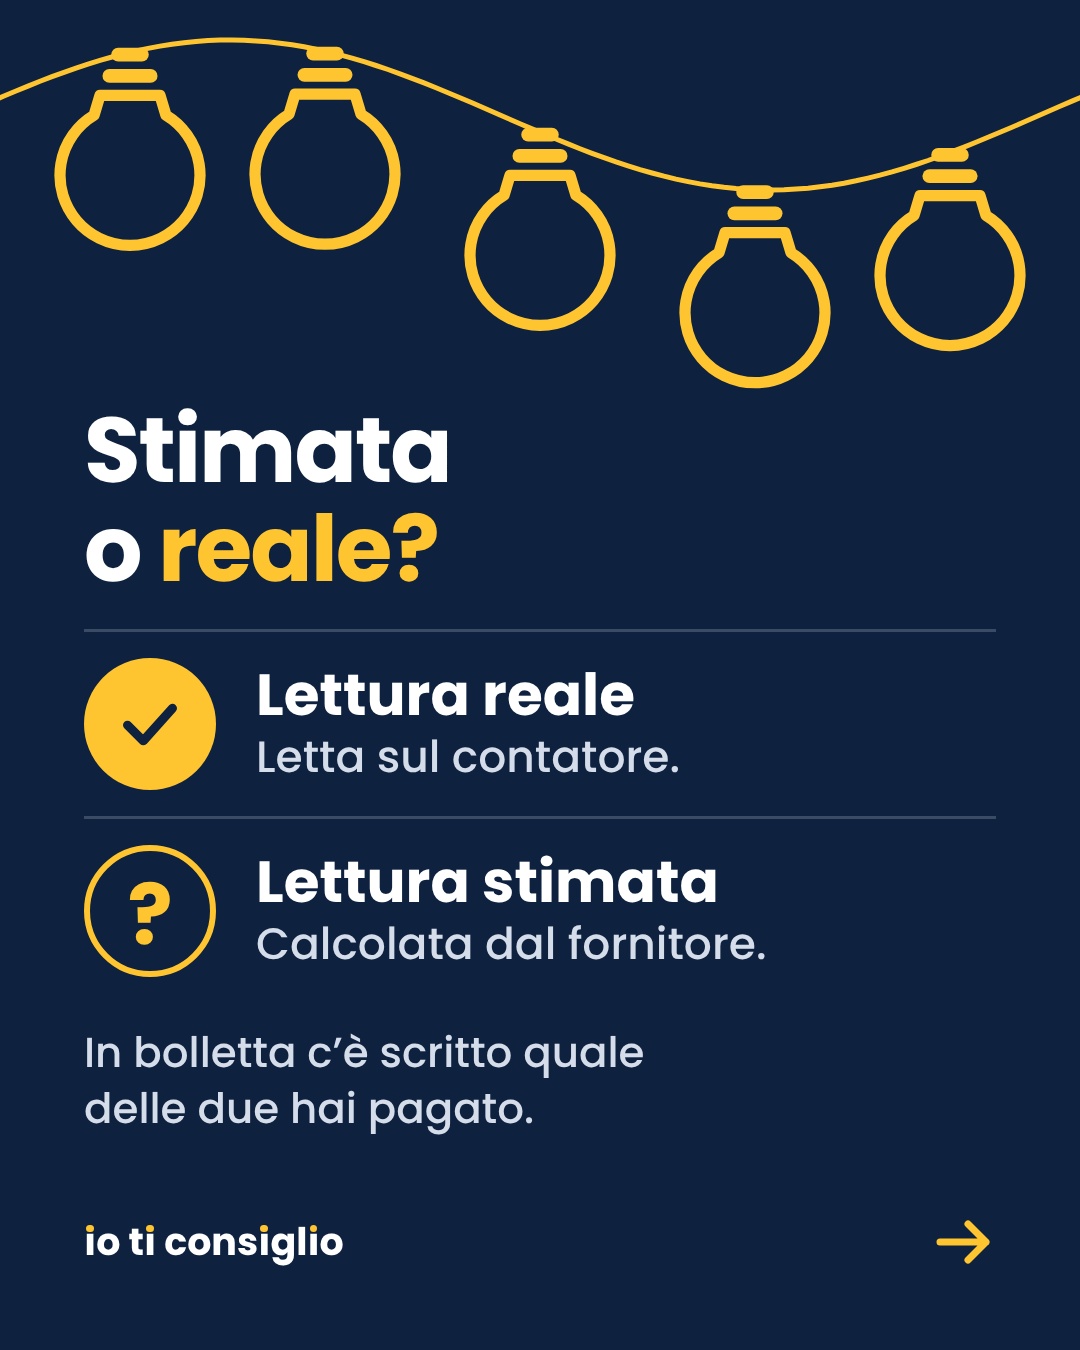 Stimata
o reale?
Lettura reale
Letta sul contatore.
?
Lettura stimata
Calcolata dal fornitore.
In bolletta c’è scritto quale
delle due hai pagato.
io ti consiglio